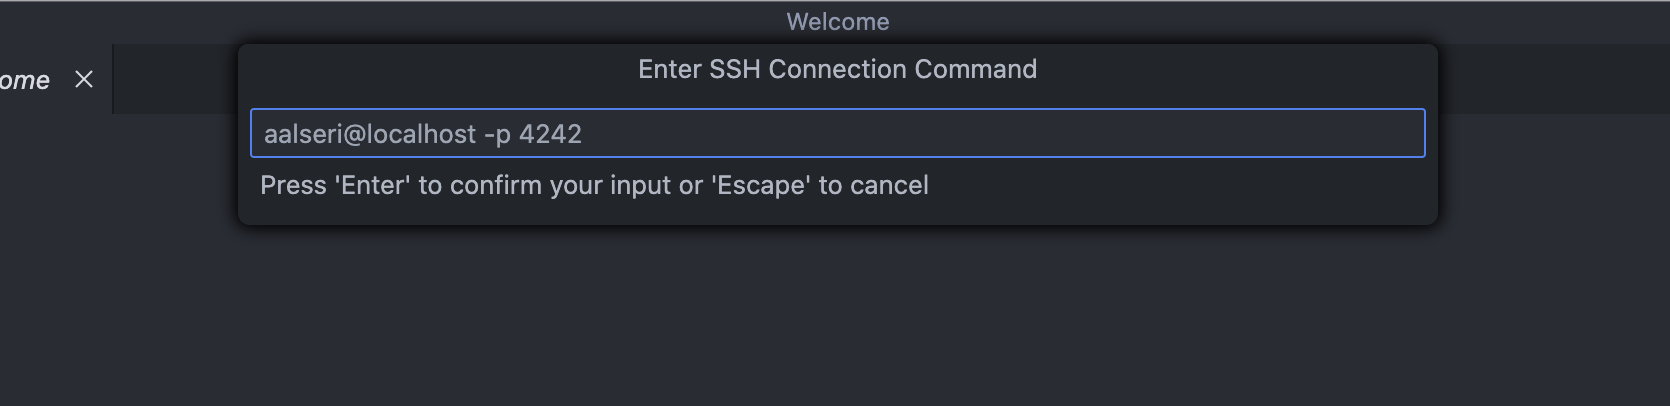 Welcome
ome
Enter SSH Connection Command
aalseri@localhost -p 4242
Press 'Enter' to confirm your input or 'Escape' to cancel